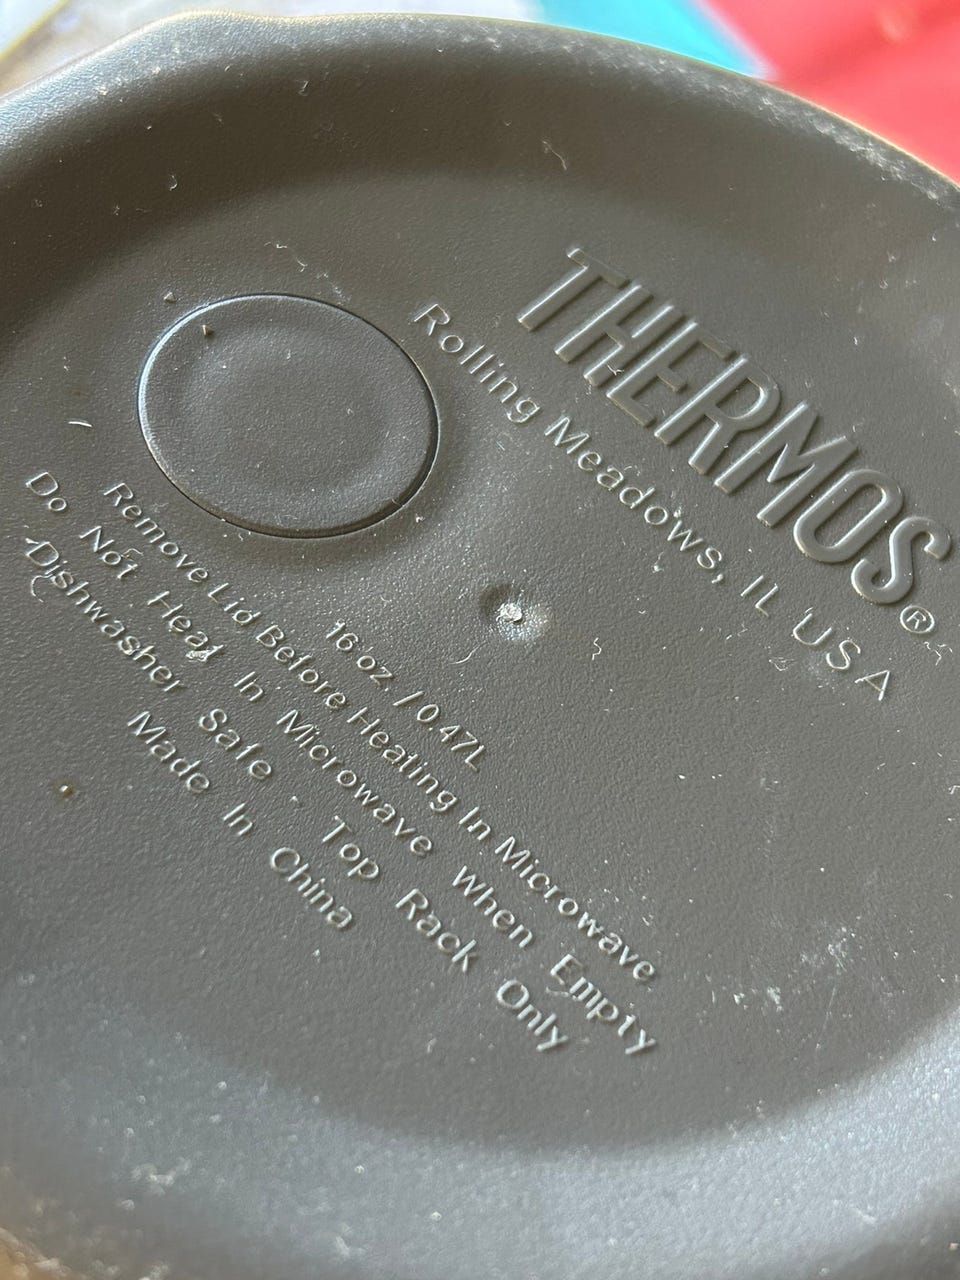 THERMOS®
Rolling Meadows, IL USA
16 oz. / 0.47L
Remove Lid Before Heating In Microwave
Do Not Heat In Microwave When Empty
Dishwasher Safe - Top Rack Only
Made In China